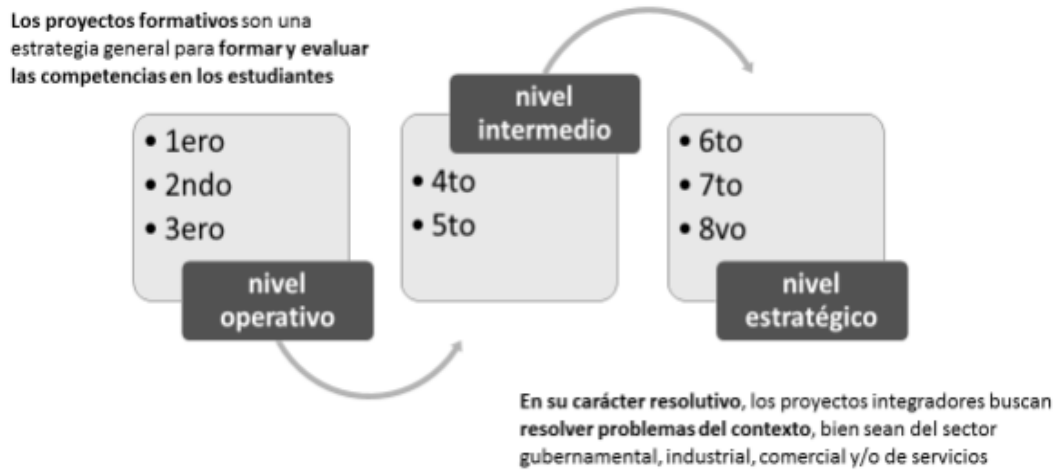 Los proyectos formativos son una
estrategia general para formar y evaluar
las competencias en los estudiantes
• 1ero
• 2ndo
• 3ero
nivel
operativo
nivel
intermedio
• 4to
• 5to
• 6to
• 7to
• 8vo
nivel
estratégico
En su carácter resolutivo, los proyectos integradores buscan
resolver problemas del contexto, bien sean del sector
gubernamental, industrial, comercial y/o de servicios